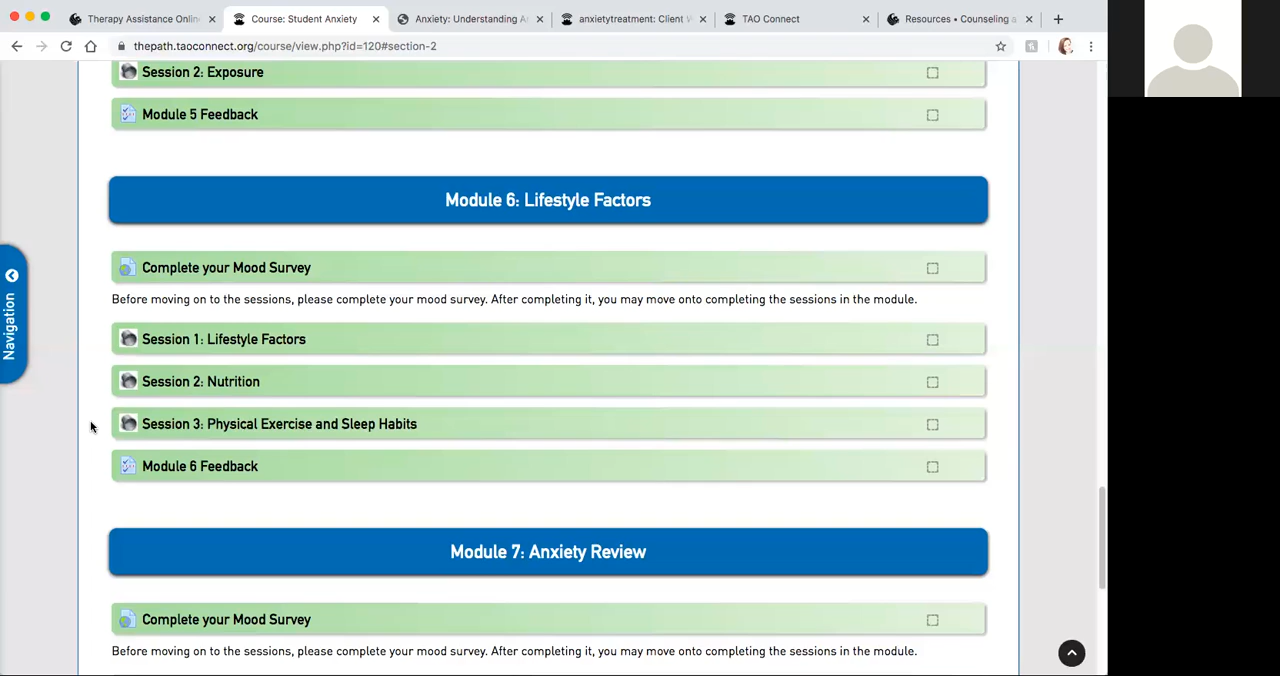 Therapy Assistance Onlin
Course: Student Anxiety
Anxiety: Understanding A
anxietytreatment: Client W
TAO Connect
Resources • Counseling a
thepath.taoconnect.org/course/view.php?id=120#section-2
Session 2: Exposure
Module 5 Feedback
Module 6: Lifestyle Factors
Complete your Mood Survey
Before moving on to the sessions, please complete your mood survey. After completing it, you may move onto completing the sessions in the module.
Session 1: Lifestyle Factors
Session 2: Nutrition
Navigation
Session 3: Physical Exercise and Sleep Habits
Module 6 Feedback
Module 7: Anxiety Review
Complete your Mood Survey
Before moving on to the sessions, please complete your mood survey. After completing it, you may move onto completing the sessions in the module.